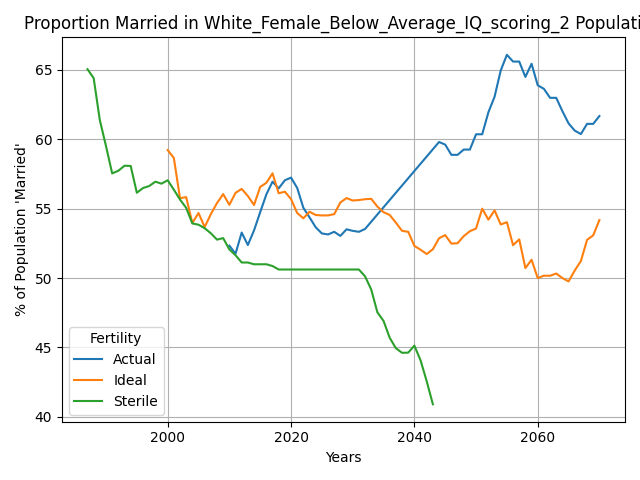 Proportion Married in White_Female_Below_Average_IQ_scoring_2 Populati
% of Population 'Married'
65
60
55
50
45
40
2000
2020
2040
2060
Years
Fertility
Actual
Ideal
Sterile